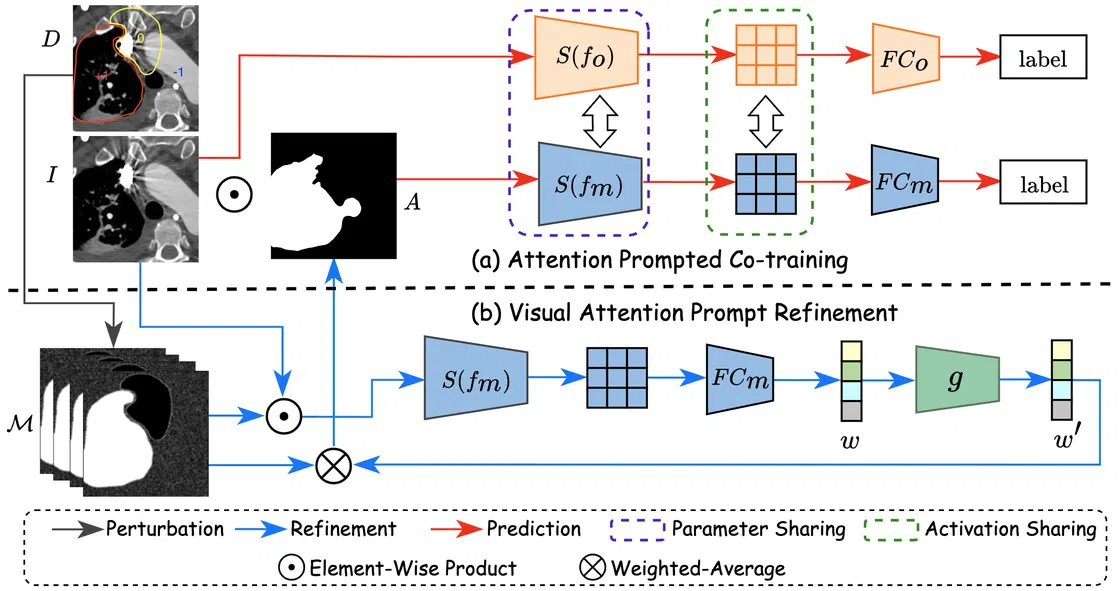 D
+1
0
-1
I
A
S(fo)
FCo
label
S(fm)
FCm
label
(a) Attention Prompted Co-training
(b) Visual Attention Prompt Refinement
M
S(fm)
FCm
w
g
w′
Perturbation
Refinement
Prediction
Parameter Sharing
Activation Sharing
Element-Wise Product
Weighted-Average